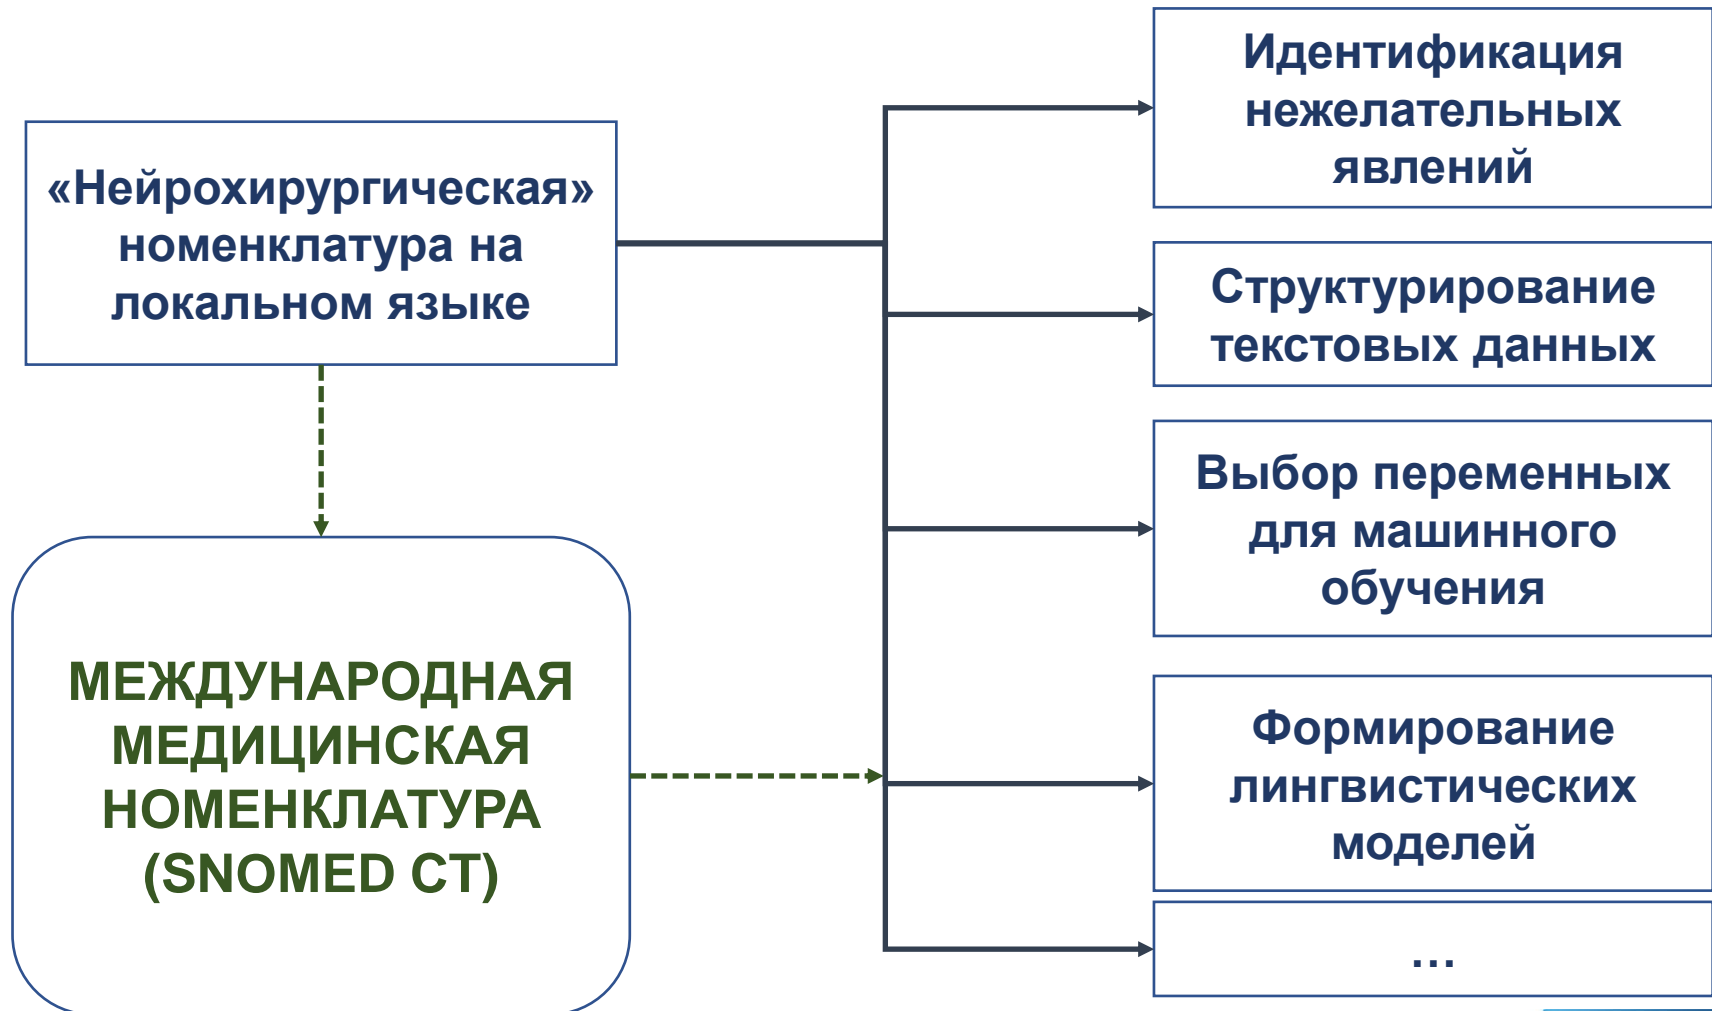 «Нейрохирургическая»
номенклатура на
локальном языке
МЕЖДУНАРОДНАЯ
МЕДИЦИНСКАЯ
НОМЕНКЛАТУРА
(SNOMED CT)
Идентификация
нежелательных
явлений
Структурирование
текстовых данных
Выбор переменных
для машинного
обучения
Формирование
лингвистических
моделей
…